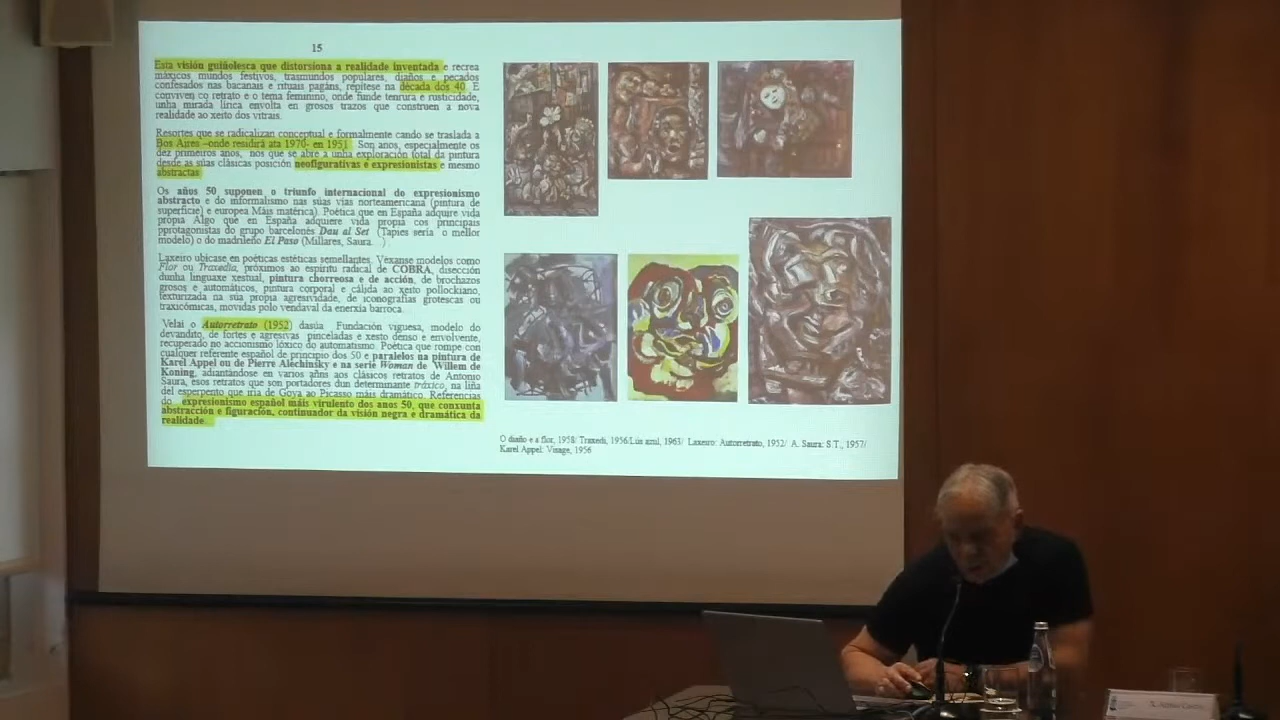 15
Esta visión guiñolesca que distorsiona a realidade inventada e recrea
máxicos mundos festivos, trasmundos populares, diaños e pecados
confesados nas bacanais e rituais pagáns, repítese na década dos 40. E
conviven co retrato e o tema feminino, onde funde tenrura e rusticidade,
unha mirada lírica envolta en grosos trazos que construen a nova
realidade ao xeito dos vitrais.
Resortes que se radicalizan conceptual e formalmente cando se traslada a
Bos Aires –onde residirá ata 1970- en 1951. Son anos, especialmente os
dez primeiros anos, nos que se abre a unha exploración total da pintura
desde as súas clásicas posición neofigurativas e expresionistas e mesmo
abstractas
Os años 50 suponen o triunfo internacional do expresionismo
abstracto e do informalismo nas súas vías norteamericana (pintura de
superficie) e europea Máis matérica). Poética que en España adquire vida
propia Algo que en España adquiere vida propia cos principais
pprotagonistas do grupo barcelonés Dau al Set (Tapies sería o mellor
modelo) o do madrileño El Paso (Millares, Saura...)
Laxeiro ubícase en poéticas estéticas semellantes. Véxanse modelos como
Flor ou Traxedia, próximos ao espíritu radical de COBRA, disección
dunha linguaxe xestual, pintura chorreosa e de acción, de brochazos
grosos e automáticos, pintura corporal e cálida ao xeito pollockiano,
texturizada na súa propia agresividade, de iconografías grotescas ou
traxicómicas, movidas polo vendaval da enerxía barroca.
Velai o Autorretrato (1952) dasúa Fundación viguesa, modelo do
devandito, de fortes e agresivas pinceladas e xesto denso e envolvente,
recuperado no accionismo lóxico do automatismo. Poética que rompe con
cualquer referente español de principio dos 50 e paralelos na pintura de
Karel Appel ou de Pierre Alechinsky e na serie Woman de Willem de
Koning, adiantándose en varios añns aos clásicos retratos de Antonio
Saura, esos retratos que son portadores dun determinante tráxico, na liña
del esperpento que iría de Goya ao Picasso máis dramático. Referencias
do expresionismo español máis virulento dos anos 50, que conxunta
abstracción e figuración, continuador da visión negra e dramática da
realidade.
O diaño e a flor, 1958/ Traxedi, 1956/Lús azul, 1963/ Laxeiro: Autorretrato, 1952/ A. Saura: S.T., 1957/
Karel Appel: Visage, 1956